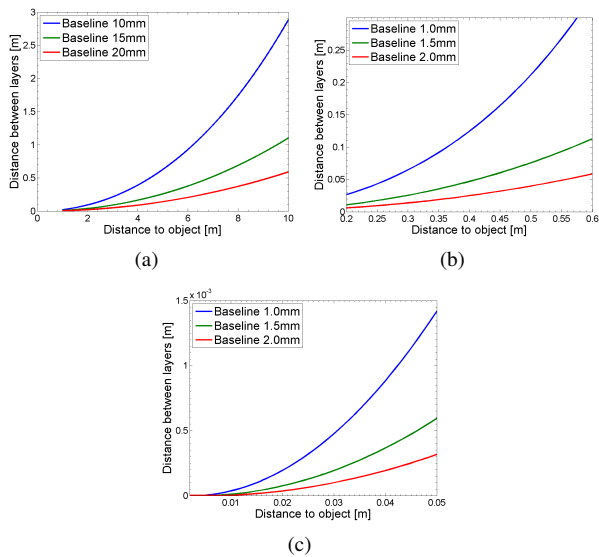 3
2.5
2
1.5
1
0.5
0
Distance between layers [m]
Baseline 10mm
Baseline 15mm
Baseline 20mm
0 2 4 6 8 10
Distance to object [m]
(a)
0.25
0.2
0.15
0.1
0.05
0
Distance between layers [m]
Baseline 1.0mm
Baseline 1.5mm
Baseline 2.0mm
0.2 0.25 0.3 0.35 0.4 0.45 0.5 0.55 0.6
Distance to object [m]
(b)
1.5 x 10^-3
1
0.5
0
Distance between layers [m]
Baseline 1.0mm
Baseline 1.5mm
Baseline 2.0mm
0.01 0.02 0.03 0.04 0.05
Distance to object [m]
(c)